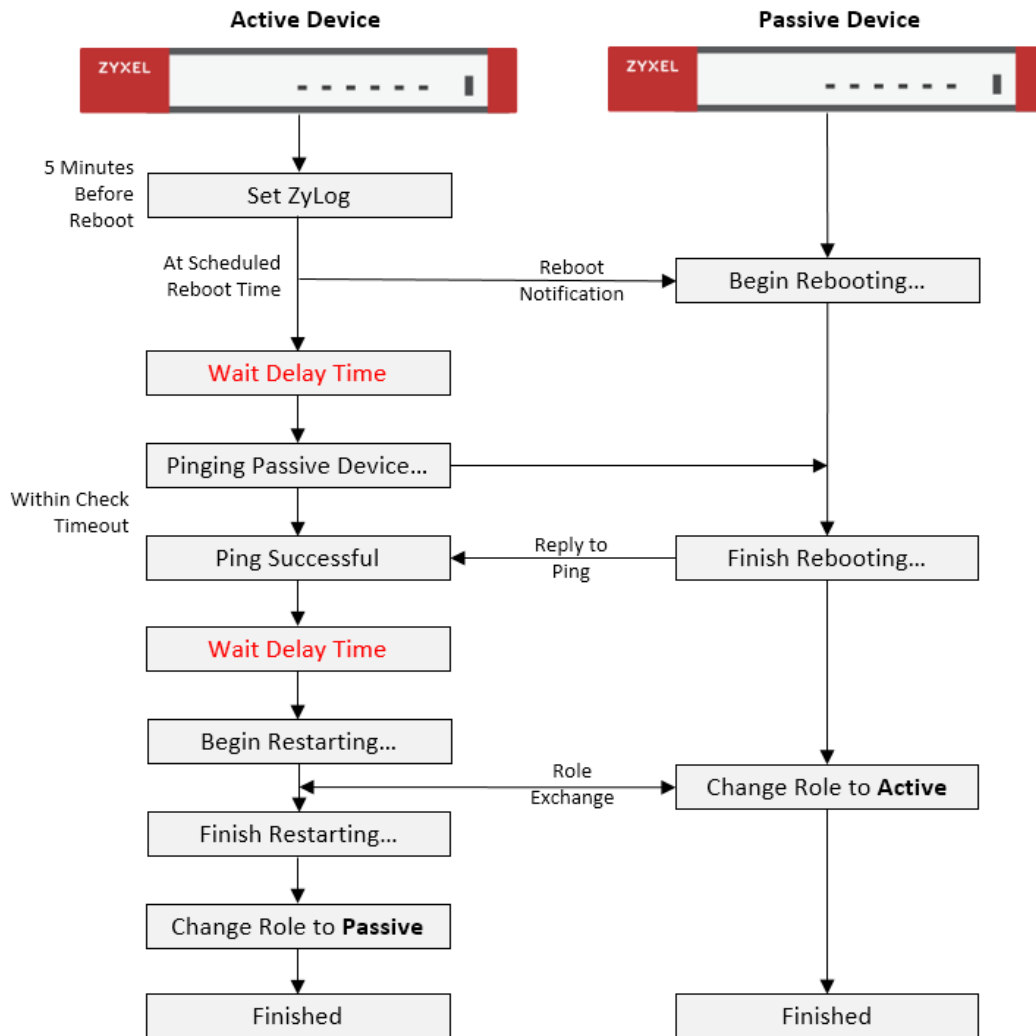 Active Device
Passive Device
ZYXEL
ZYXEL
5 Minutes
Before
Reboot
Set ZyLog
At Scheduled
Reboot Time
Reboot
Notification
Begin Rebooting...
Wait Delay Time
Pinging Passive Device...
Within Check
Timeout
Ping Successful
Reply to
Ping
Finish Rebooting...
Wait Delay Time
Begin Restarting...
Role
Exchange
Change Role to Active
Finish Restarting...
Change Role to Passive
Finished
Finished